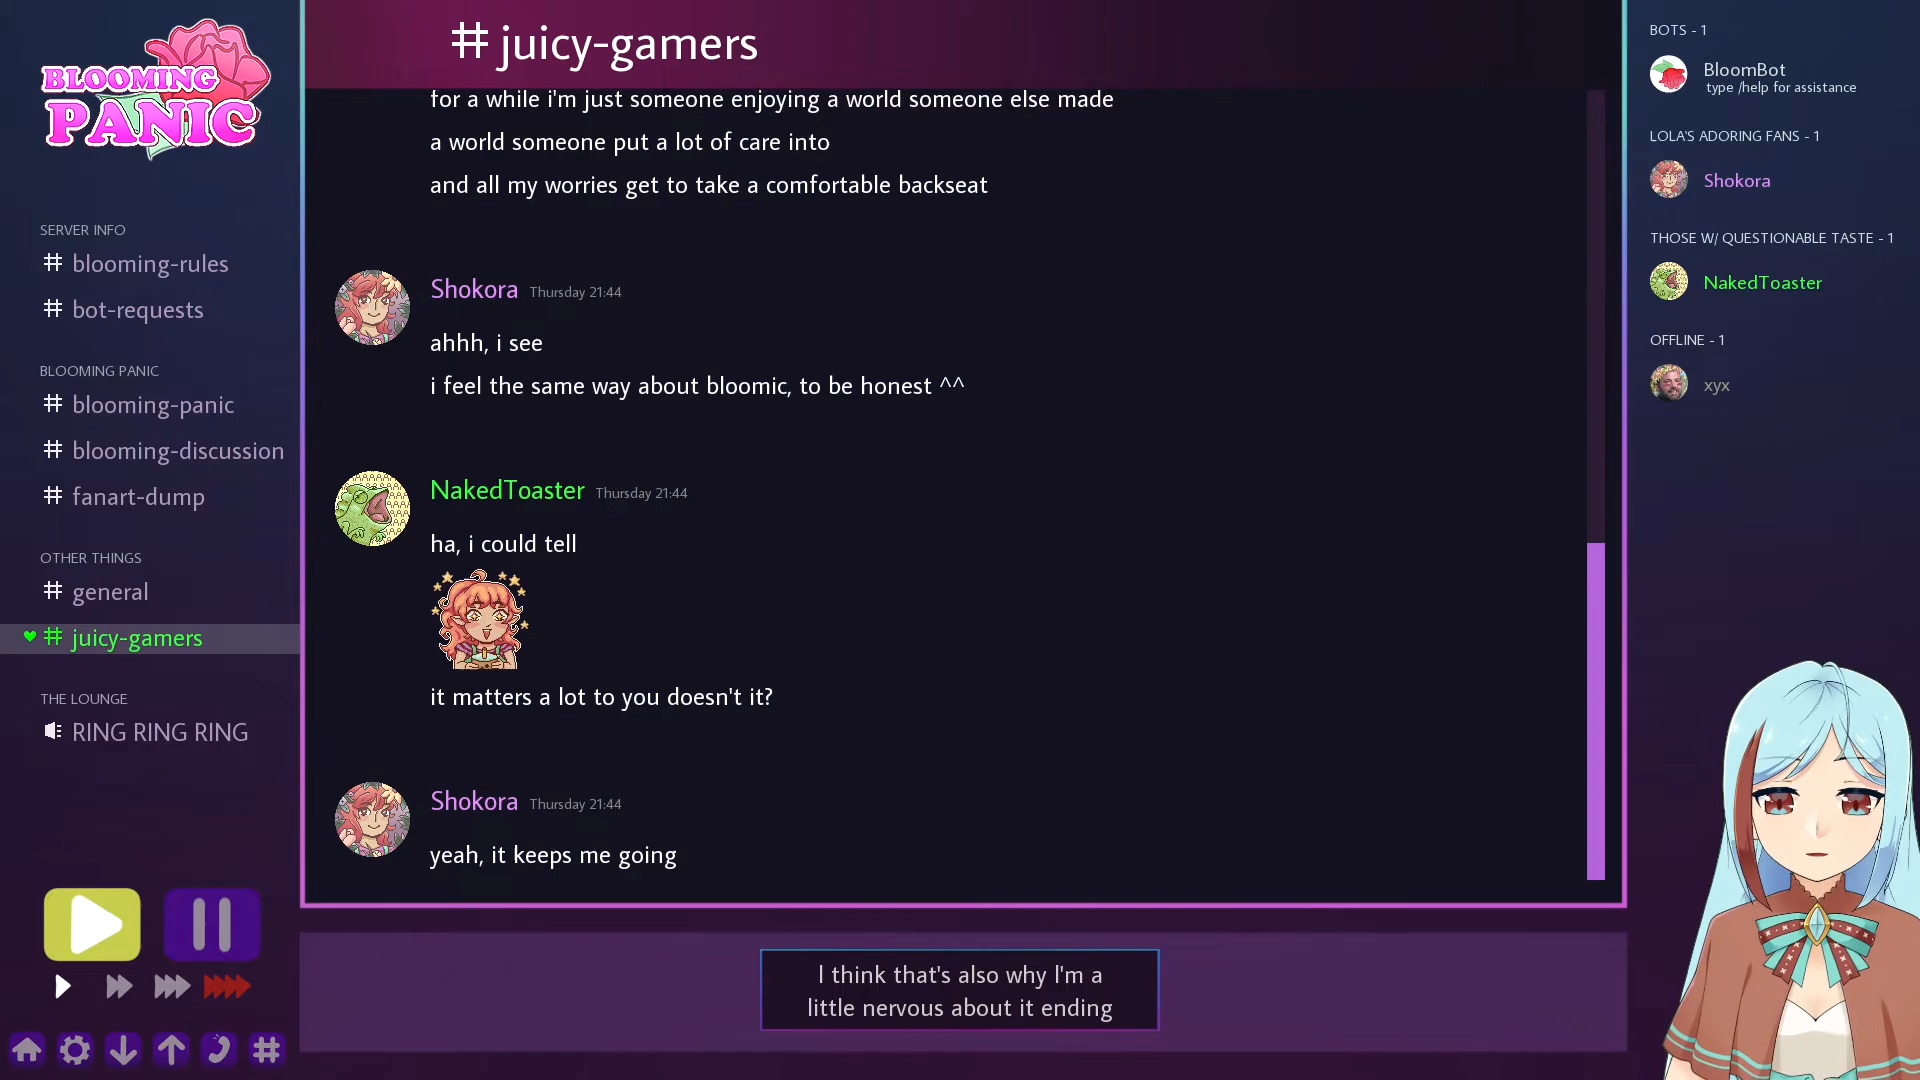 BLOOMING
PANIC
SERVER INFO
# blooming-rules
# bot-requests
BLOOMING PANIC
# blooming-panic
# blooming-discussion
# fanart-dump
OTHER THINGS
# general
# juicy-gamers
THE LOUNGE
RING RING RING
# juicy-gamers
for a while i'm just someone enjoying a world someone else made
a world someone put a lot of care into
and all my worries get to take a comfortable backseat
Shokora Thursday 21:44
ahhh, i see
i feel the same way about bloomic, to be honest ^^
NakedToaster Thursday 21:44
ha, i could tell
it matters a lot to you doesn't it?
Shokora Thursday 21:44
yeah, it keeps me going
I think that's also why I'm a
little nervous about it ending
BOTS - 1
BloomBot
type /help for assistance
LOLA'S ADORING FANS - 1
Shokora
THOSE W/ QUESTIONABLE TASTE - 1
NakedToaster
OFFLINE - 1
xyx